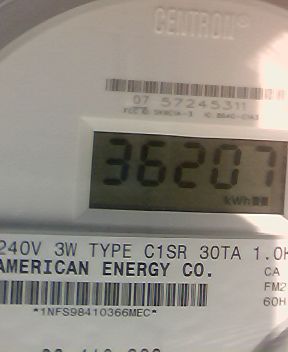 CENTRON®
07 57245311
36207
kWh
240V 3W TYPE C1SR 30TA 1.0K
AMERICAN ENERGY CO.
CA
FM2
60H
*1NFS98410366MEC*